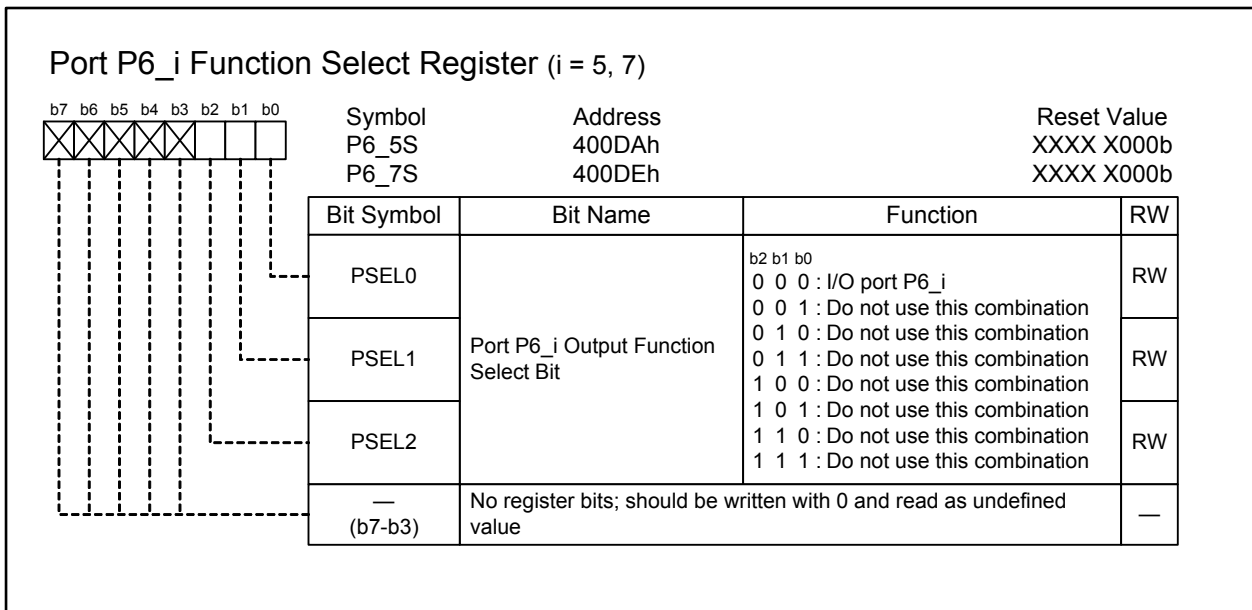 Port P6_i Function Select Register (i = 5, 7)
b7 b6 b5 b4 b3 b2 b1 b0
Symbol Address Reset Value
P6_5S 400DAh XXXX X000b
P6_7S 400DEh XXXX X000b
Bit Symbol Bit Name Function RW
PSEL0 RW
PSEL1 RW
PSEL2 RW
Port P6_i Output Function
Select Bit
b2 b1 b0
0 0 0 : I/O port P6_i
0 0 1 : Do not use this combination
0 1 0 : Do not use this combination
0 1 1 : Do not use this combination
1 0 0 : Do not use this combination
1 0 1 : Do not use this combination
1 1 0 : Do not use this combination
1 1 1 : Do not use this combination
—
(b7-b3)
No register bits; should be written with 0 and read as undefined
value
—